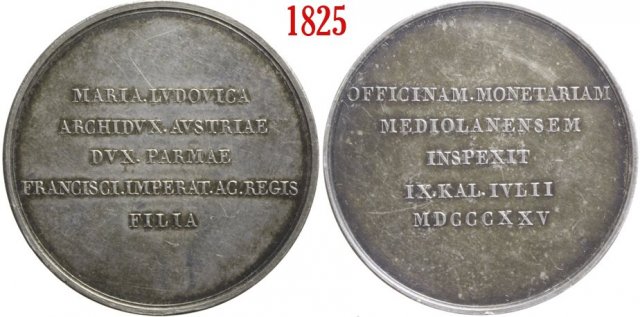 1825
MARIA.LVDOVICA
ARCHIDVX.AVSTRIAE
DVX.PARMAE
FRANCISCI.IMPERAT.AC.REGIS
FILIA
OFFICINAM.MONETARIAM
MEDIOLANENSEM
INSPEXIT
IX.KAL.IVLII
MDCCCXXV